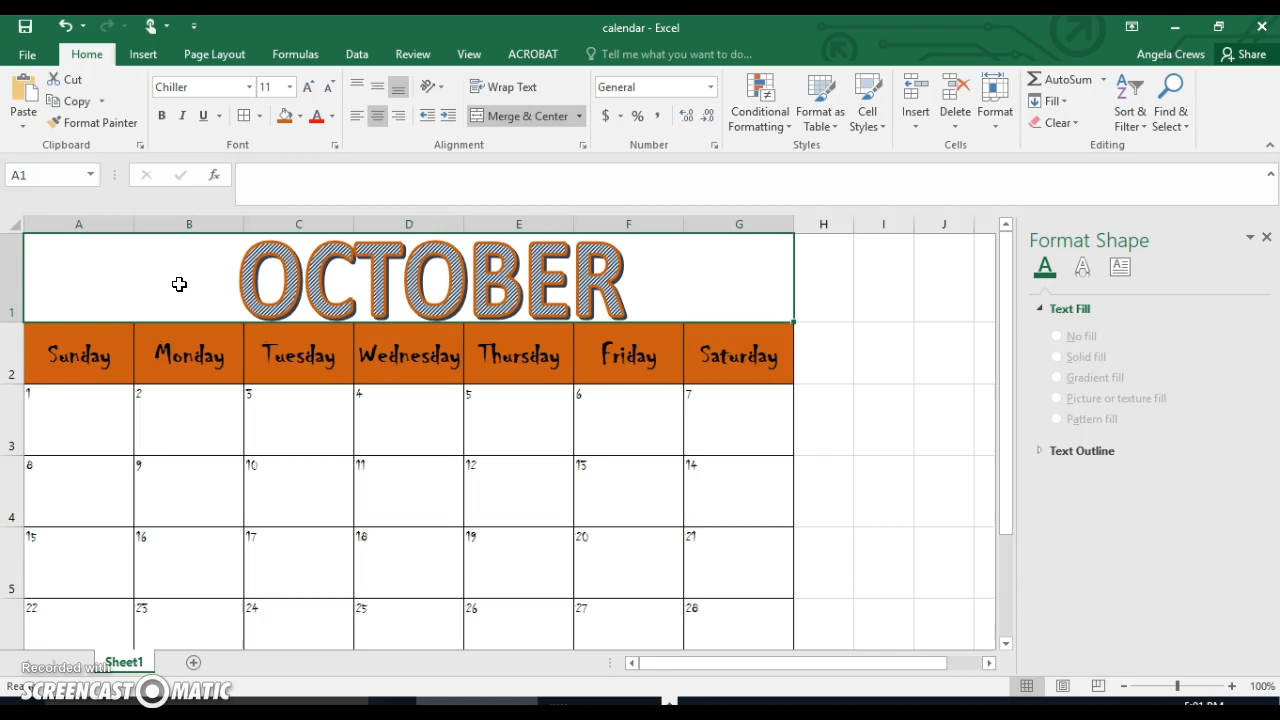 calendar - Excel
File Home Insert Page Layout Formulas Data Review View ACROBAT Tell me what you want to do... Angela Crews Share
Cut Chiller 11 Wrap Text General AutoSum
Paste Copy B I U Merge & Center $ % , Conditional Formatting Format as Table Cell Styles Insert Delete Format Fill Sort & Filter Find & Select
Format Painter Clear
Clipboard Font Alignment Number Styles Cells Editing
A1 fx
A B C D E F G H I J
Format Shape
1 OCTOBER
Text Fill
No fill
Solid fill
Gradient fill
Picture or texture fill
Pattern fill
Text Outline
2 Sunday Monday Tuesday Wednesday Thursday Friday Saturday
1 2 3 4 5 6 7
3
8 9 10 11 12 13 14
4
15 16 17 18 19 20 21
5
22 23 24 25 26 27 28
Sheet1
Recorded with
SCREENCAST MATIC
100%